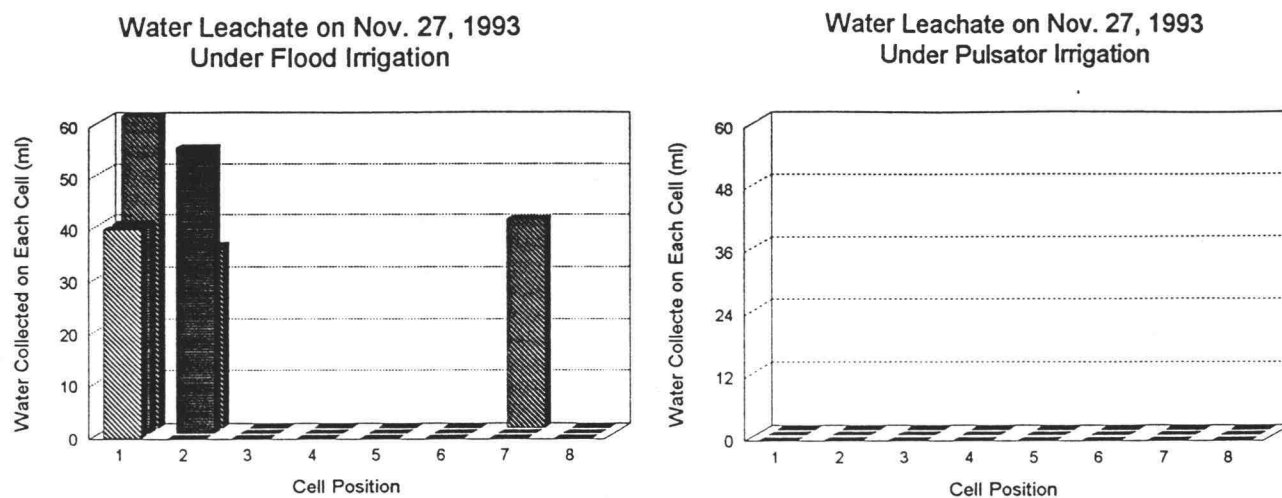 Water Leachate on Nov. 27, 1993
Under Flood Irrigation
Water Collected on Each Cell (ml)
60
50
40
30
20
10
0
1 2 3 4 5 6 7 8
Cell Position
Water Leachate on Nov. 27, 1993
Under Pulsator Irrigation
Water Collecte on Each Cell (ml)
60
48
36
24
12
0
1 2 3 4 5 6 7 8
Cell Position